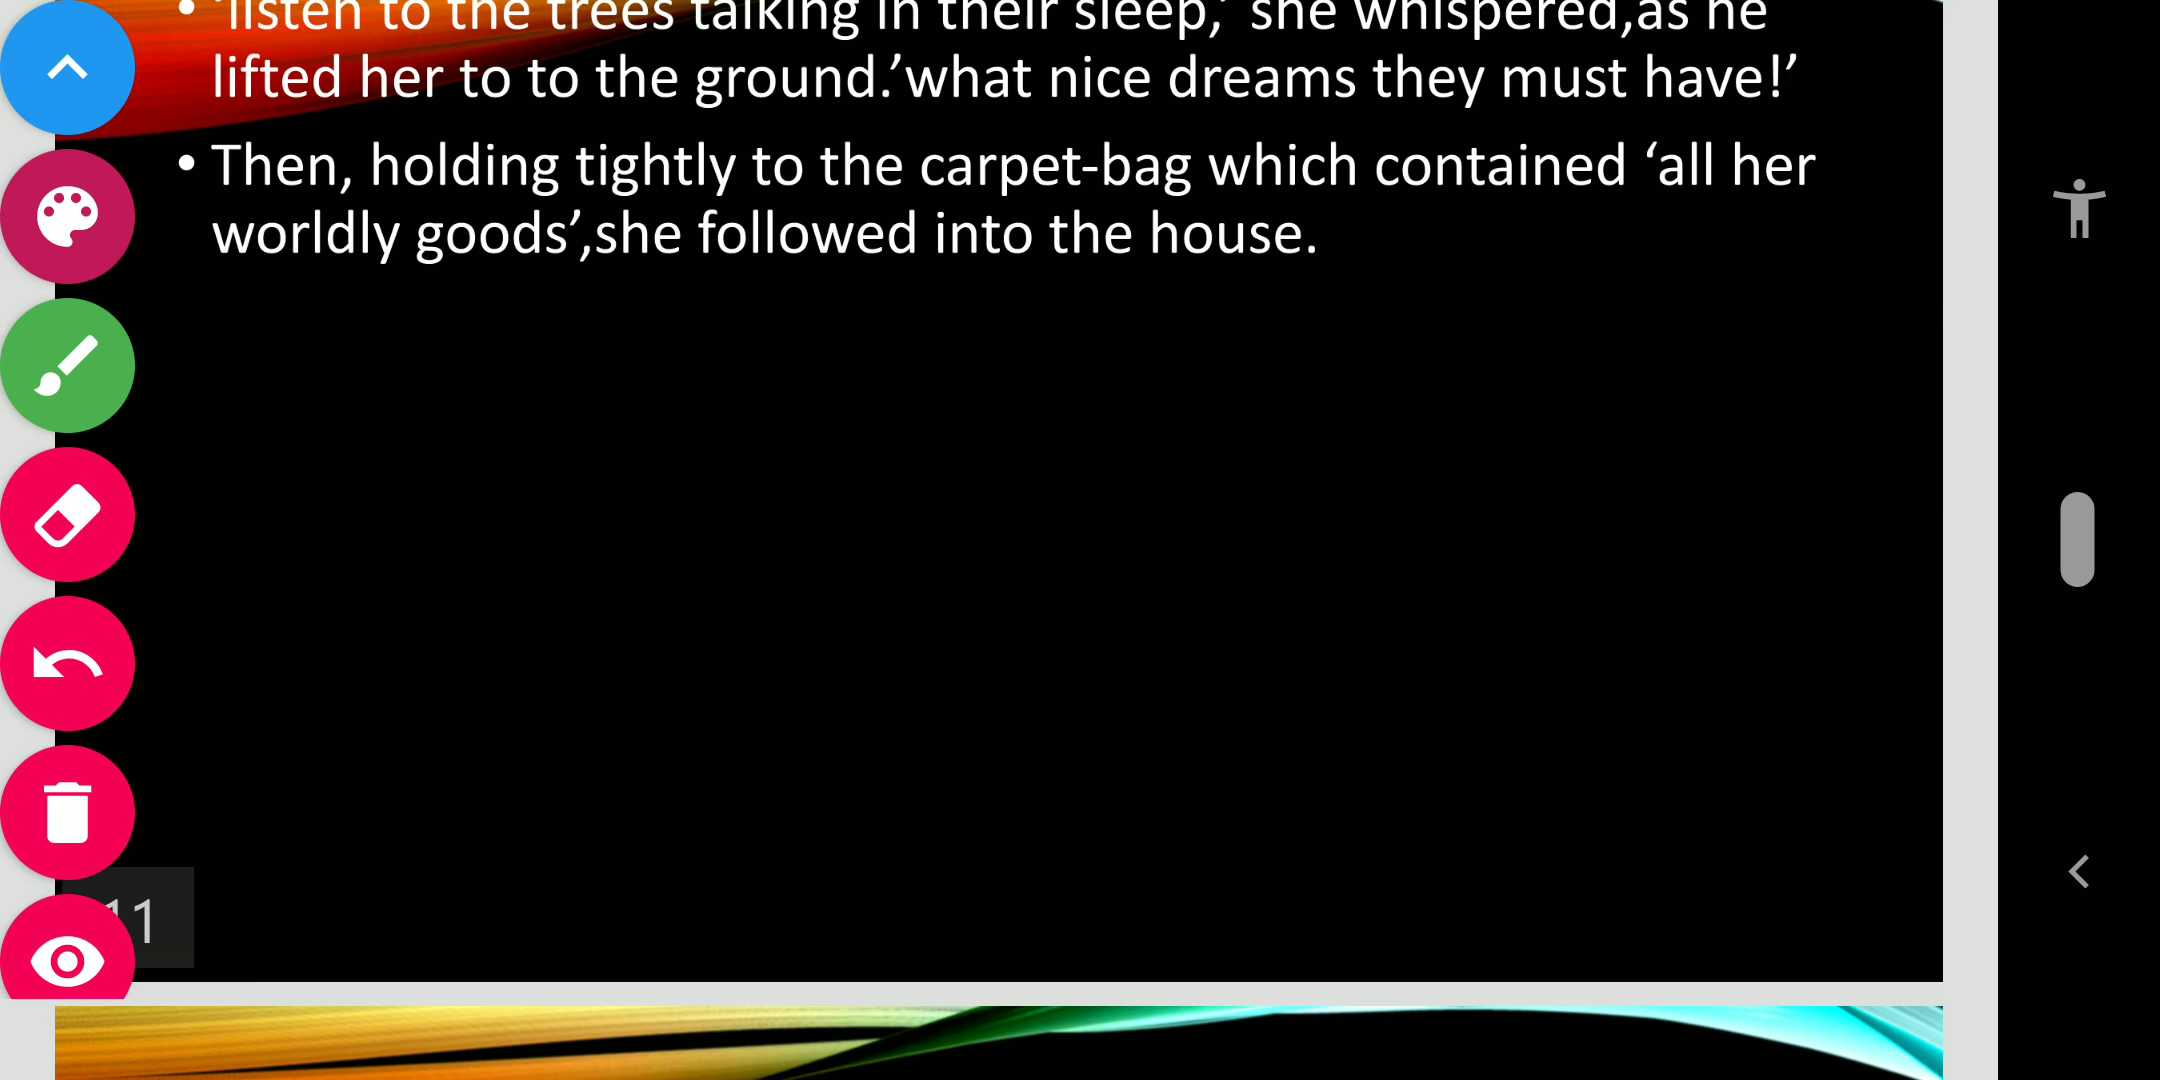 • ‘listen to the trees talking in their sleep,’ she whispered,as he
lifted her to to the ground.’what nice dreams they must have!’
• Then, holding tightly to the carpet-bag which contained ‘all her
worldly goods’,she followed into the house.
11